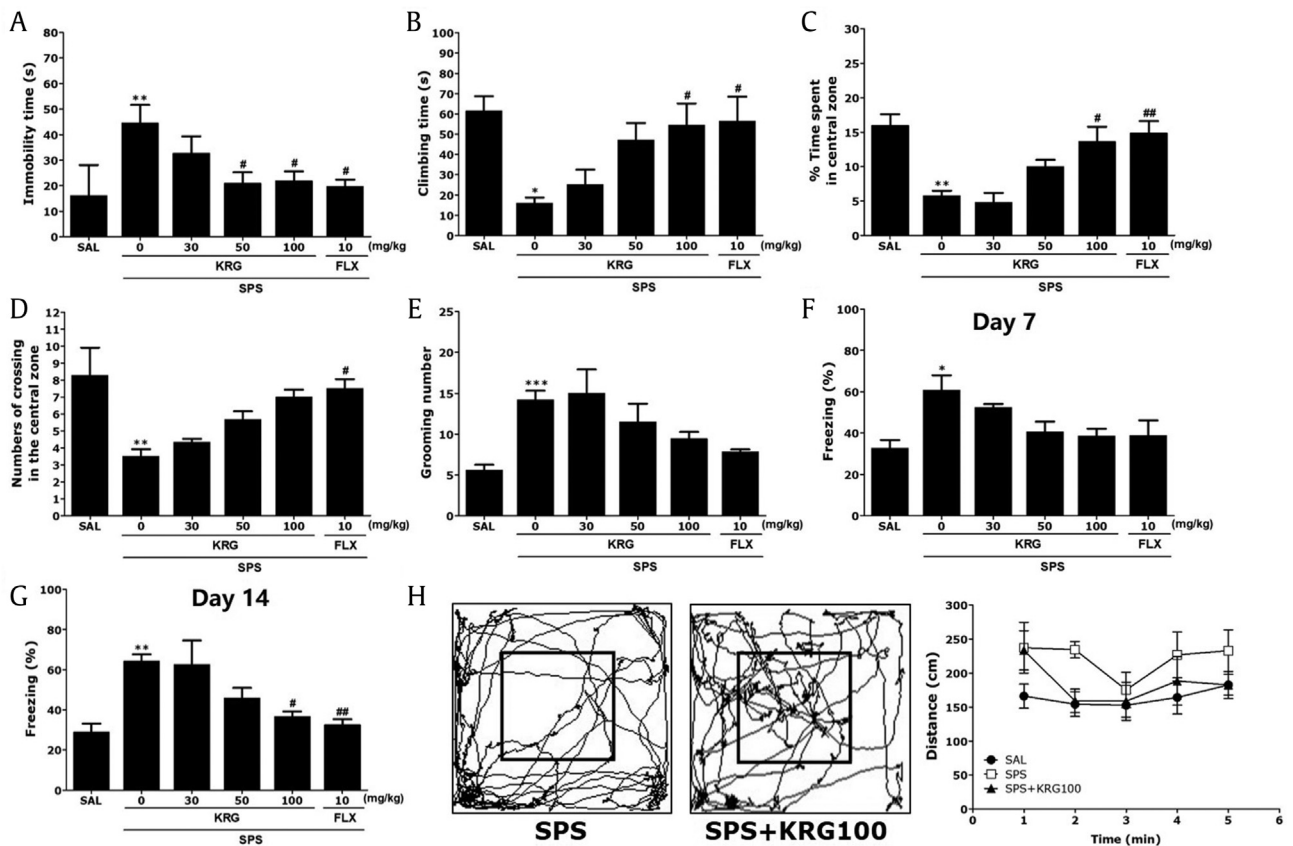 A
Immobility time (s)
80
70
60
50
40
30
20
10
0
**
#
#
#
SAL 0 30 50 100 10 (mg/kg)
KRG FLX
SPS
B
Climbing time (s)
100
90
80
70
60
50
40
30
20
10
0
*
#
#
SAL 0 30 50 100 10 (mg/kg)
KRG FLX
SPS
C
% Time spent
in central zone
30
25
20
15
10
5
0
**
#
##
SAL 0 30 50 100 10 (mg/kg)
KRG FLX
SPS
D
Numbers of crossing
in the central zone
12
11
10
9
8
7
6
5
4
3
2
1
0
**
#
SAL 0 30 50 100 10 (mg/kg)
KRG FLX
SPS
E
Grooming number
25
20
15
10
5
0
***
SAL 0 30 50 100 10 (mg/kg)
KRG FLX
SPS
F
Day 7
Freezing (%)
100
80
60
40
20
0
*
SAL 0 30 50 100 10 (mg/kg)
KRG FLX
SPS
G
Day 14
Freezing (%)
100
80
60
40
20
0
**
#
##
SAL 0 30 50 100 10 (mg/kg)
KRG FLX
SPS
H
SPS
SPS+KRG100
Distance (cm)
300
250
200
150
100
50
0
SAL
SPS
SPS+KRG100
0 1 2 3 4 5 6
Time (min)